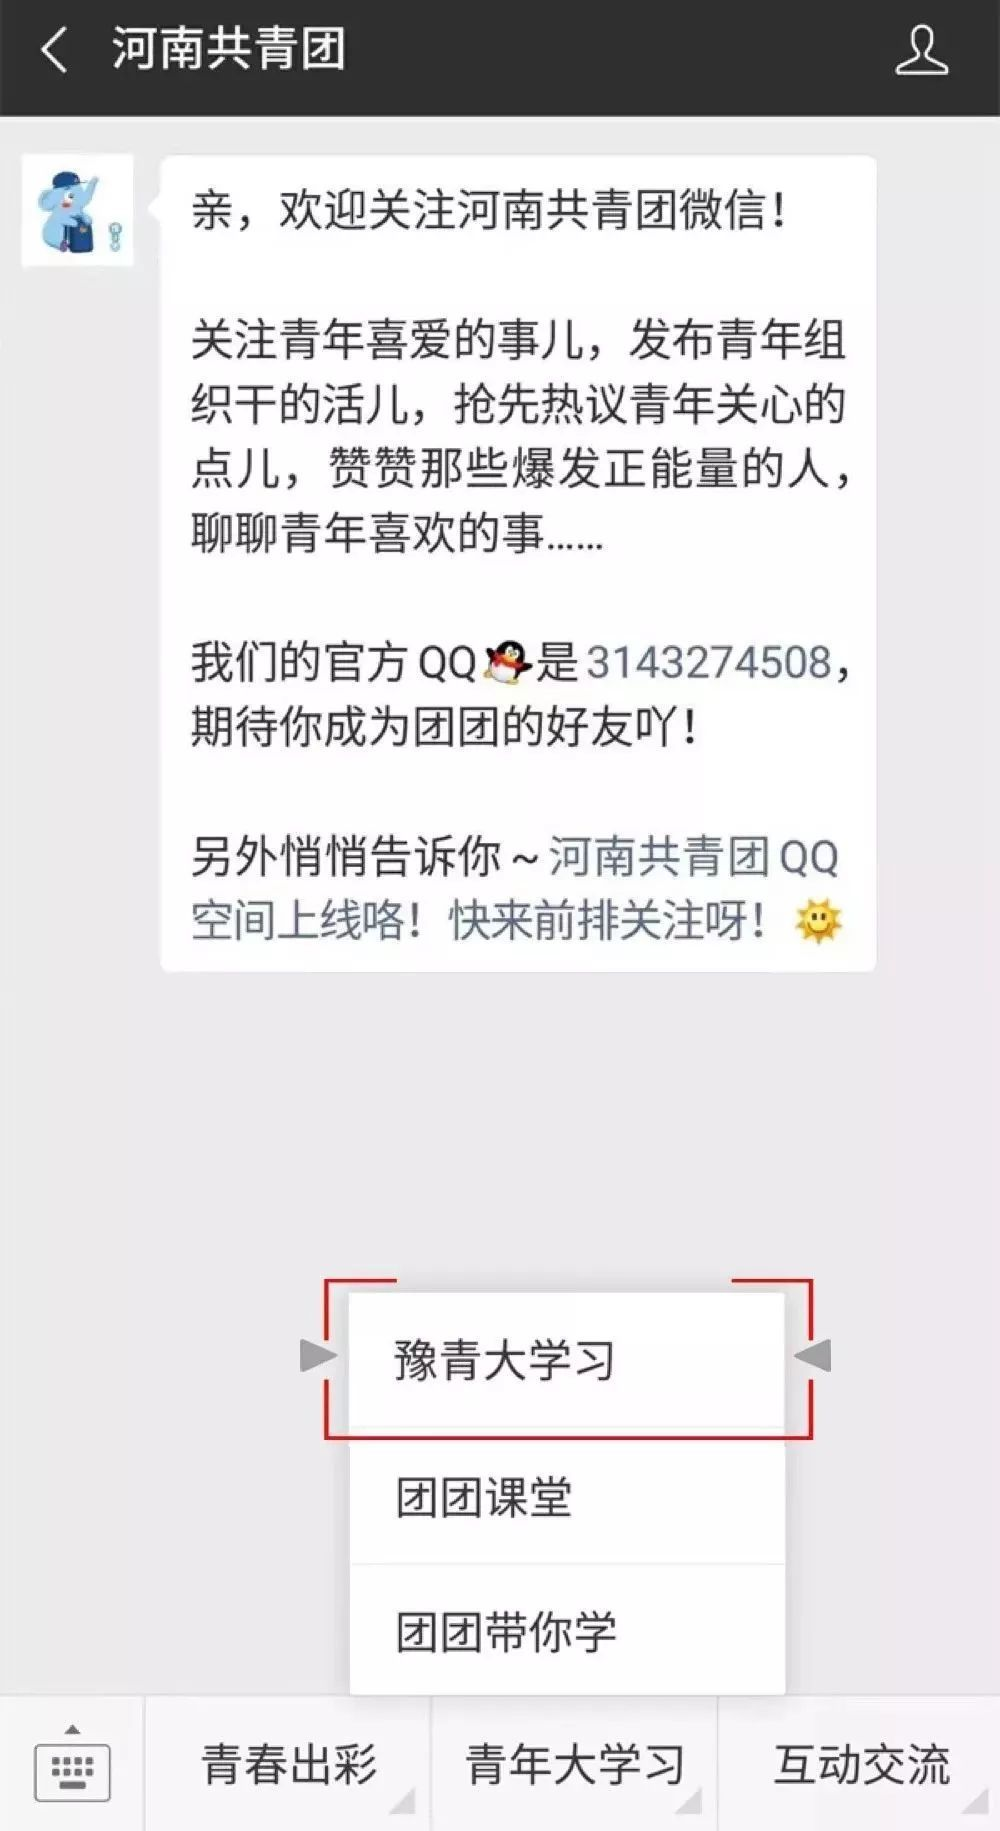 河南共青团
亲，欢迎关注河南共青团微信！
关注青年喜爱的事儿，发布青年组
织干的活儿，抢先热议青年关心的
点儿，赞赞那些爆发正能量的人，
聊聊青年喜欢的事……
我们的官方QQ是3143274508，
期待你成为团团的好友吖！
另外悄悄告诉你～河南共青团QQ
空间上线咯！快来前排关注呀！
豫青大学习
团团课堂
团团带你学
青春出彩
青年大学习
互动交流